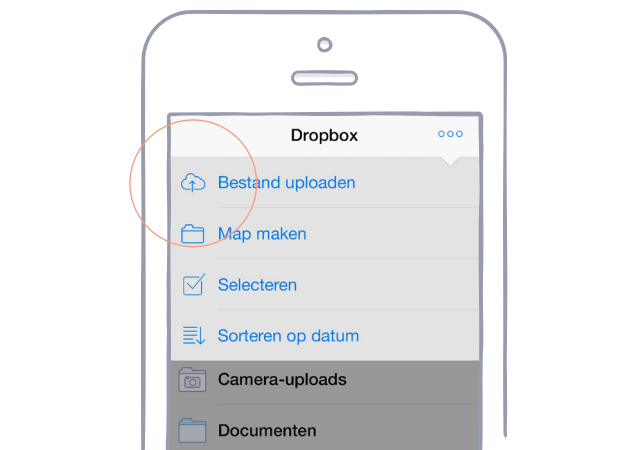 Dropbox
Bestand uploaden
Map maken
Selecteren
Sorteren op datum
Camera-uploads
Documenten